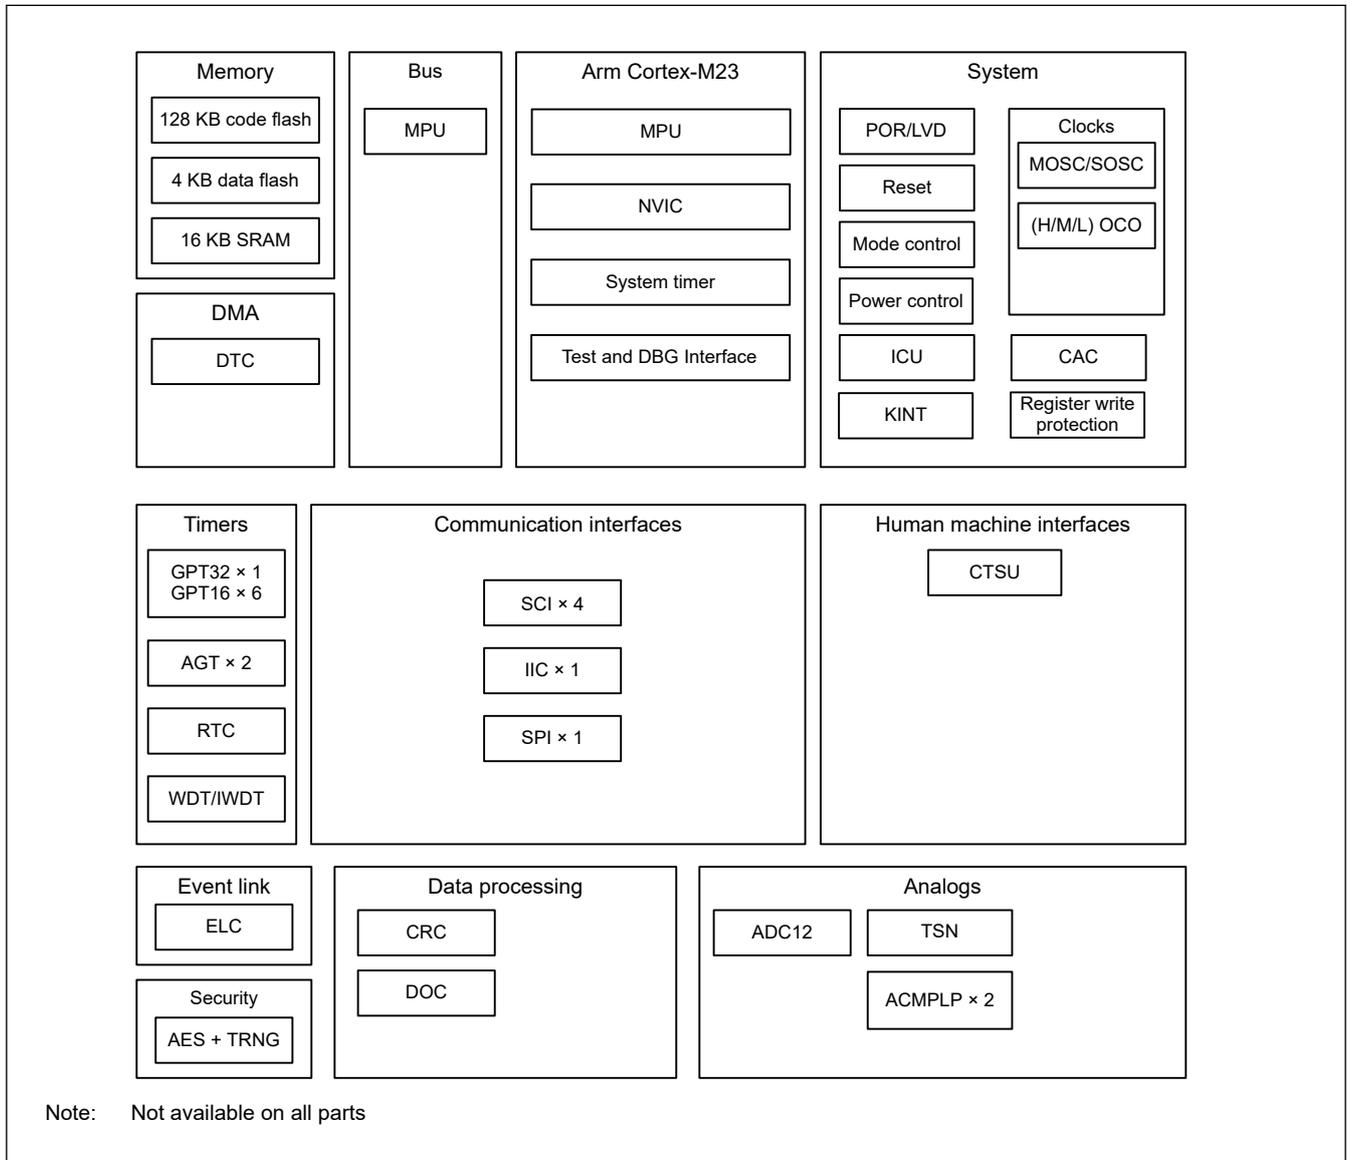 Memory
128 KB code flash
4 KB data flash
16 KB SRAM
DMA
DTC
Bus
MPU
Arm Cortex-M23
MPU
NVIC
System timer
Test and DBG Interface
System
POR/LVD
Reset
Mode control
Power control
ICU
KINT
Clocks
MOSC/SOSC
(H/M/L) OCO
CAC
Register write
protection
Timers
GPT32 × 1
GPT16 × 6
AGT × 2
RTC
WDT/IWDT
Communication interfaces
SCI × 4
IIC × 1
SPI × 1
Human machine interfaces
CTSU
Event link
ELC
Security
AES + TRNG
Data processing
CRC
DOC
Analogs
ADC12
TSN
ACMPLP × 2
Note: Not available on all parts